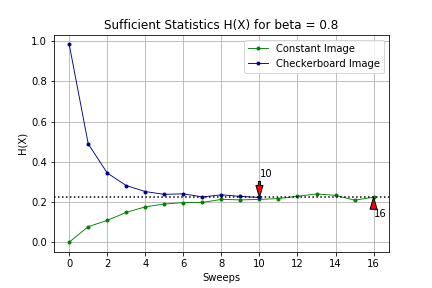 Sufficient Statistics H(X) for beta = 0.8
Constant Image
Checkerboard Image
H(X)
1.0
0.8
0.6
0.4
0.2
0.0
10
16
0 2 4 6 8 10 12 14 16
Sweeps